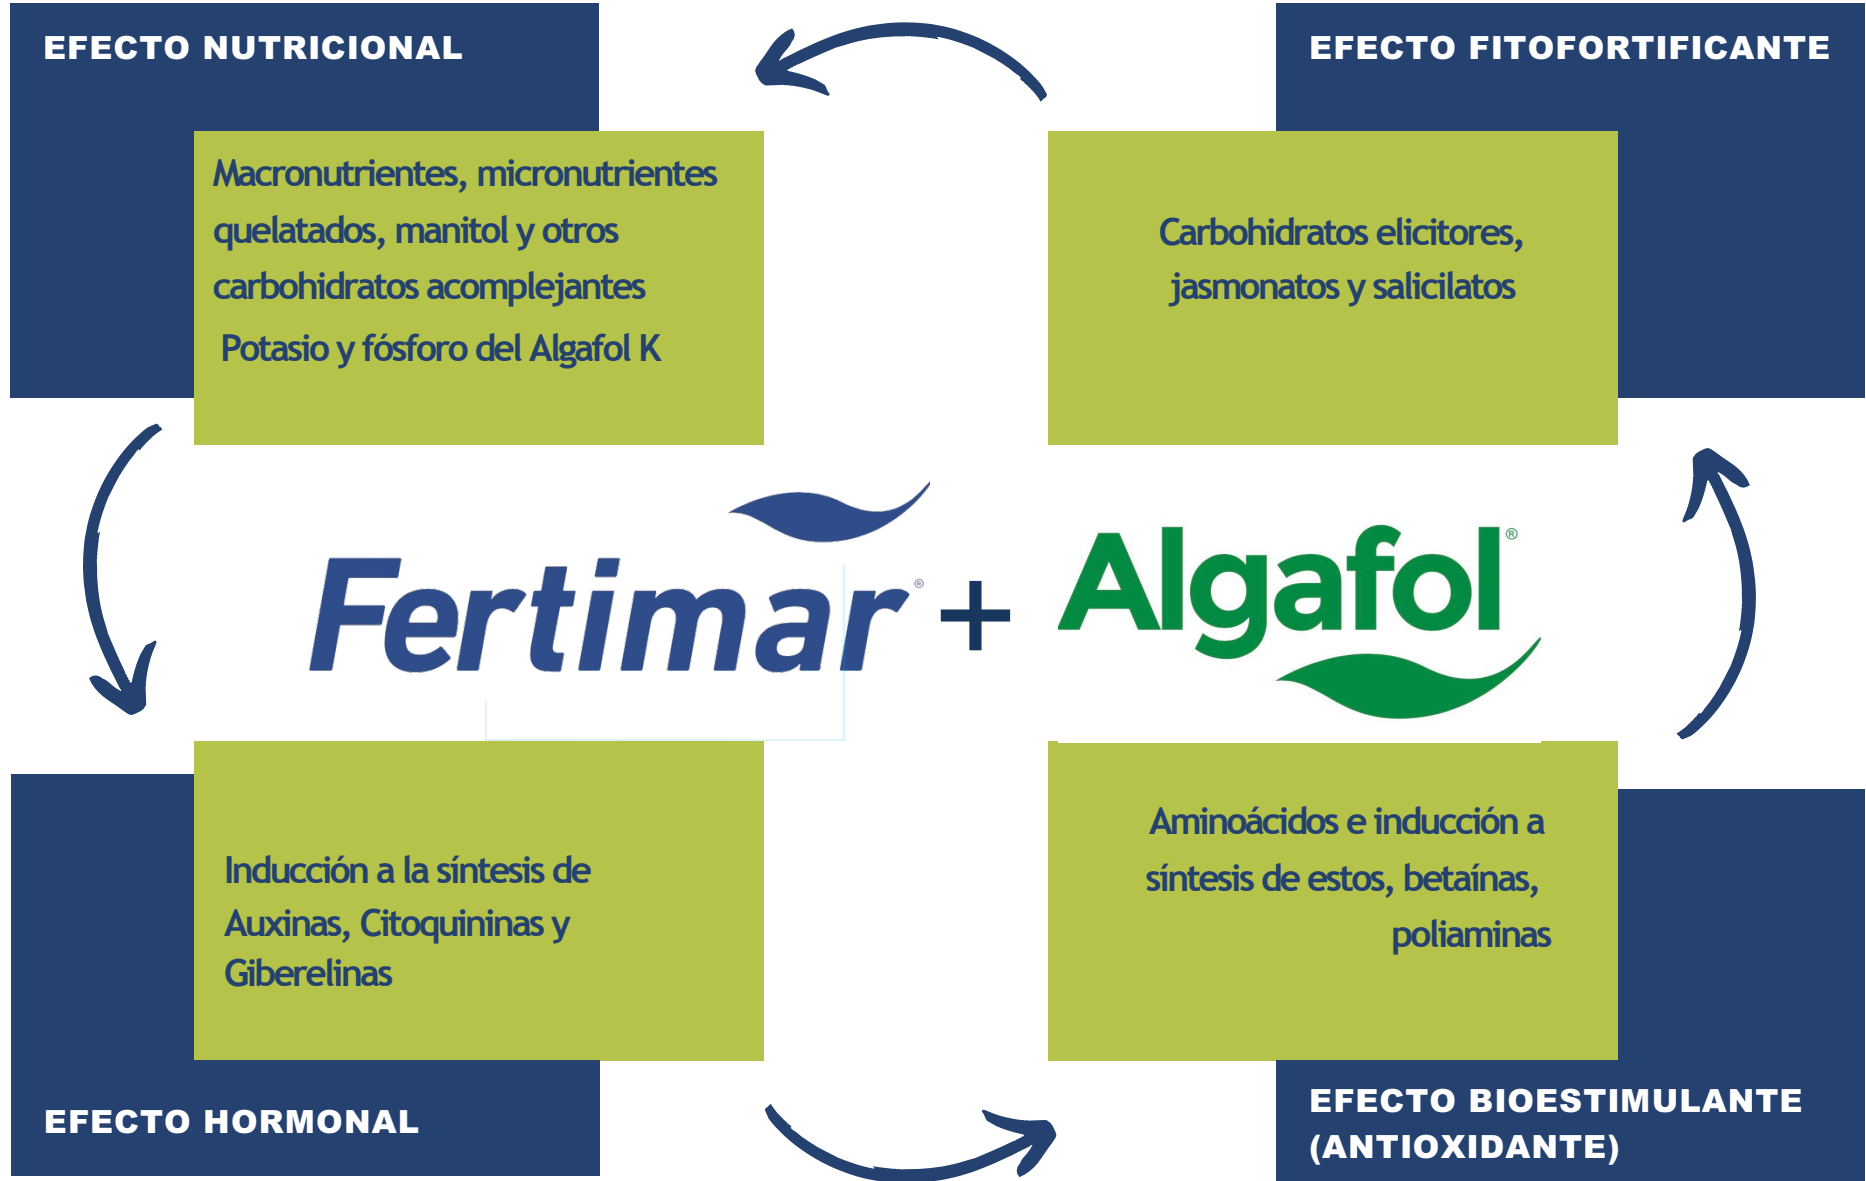 EFECTO NUTRICIONAL
Macronutrientes, micronutrientes
quelatados, manitol y otros
carbohidratos acomplejantes
Potasio y fósforo del Algafol K
EFECTO FITOFORTIFICANTE
Carbohidratos elicitores,
jasmonatos y salicilatos
Fertimar® + Algafol®
Inducción a la síntesis de
Auxinas, Citoquininas y
Giberelinas
EFECTO HORMONAL
Aminoácidos e inducción a
síntesis de estos, betaínas,
poliaminas
EFECTO BIOESTIMULANTE
(ANTIOXIDANTE)